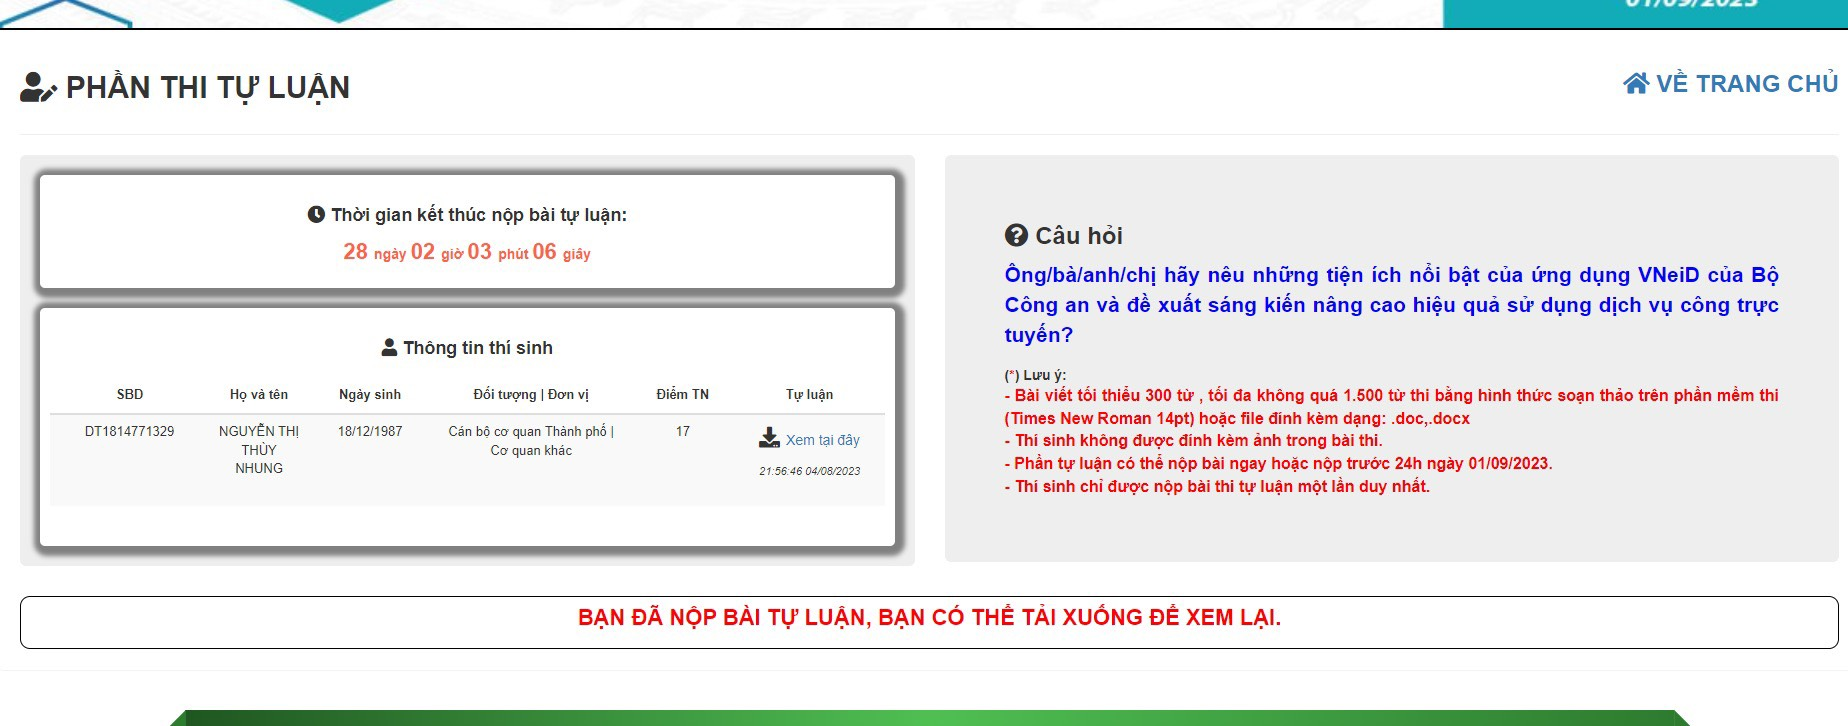 01/09/2023
PHẦN THI TỰ LUẬN
VỀ TRANG CHỦ
Thời gian kết thúc nộp bài tự luận:
28 ngày 02 giờ 03 phút 06 giây
Thông tin thí sinh
SBD Họ và tên Ngày sinh Đối tượng | Đơn vị Điểm TN Tự luận
DT1814771329 NGUYỄN THỊ 18/12/1987 Cán bộ cơ quan Thành phố | 17 Xem tại đây
THÙY Cơ quan khác
NHUNG 21:56:46 04/08/2023
Câu hỏi
Ông/bà/anh/chị hãy nêu những tiện ích nổi bật của ứng dụng VNeiD của Bộ
Công an và đề xuất sáng kiến nâng cao hiệu quả sử dụng dịch vụ công trực
tuyến?
(*) Lưu ý:
- Bài viết tối thiểu 300 từ , tối đa không quá 1.500 từ thi bằng hình thức soạn thảo trên phần mềm thi
(Times New Roman 14pt) hoặc file đính kèm dạng: .doc,.docx
- Thí sinh không được đính kèm ảnh trong bài thi.
- Phần tự luận có thể nộp bài ngay hoặc nộp trước 24h ngày 01/09/2023.
- Thí sinh chỉ được nộp bài thi tự luận một lần duy nhất.
BẠN ĐÃ NỘP BÀI TỰ LUẬN, BẠN CÓ THỂ TẢI XUỐNG ĐỂ XEM LẠI.